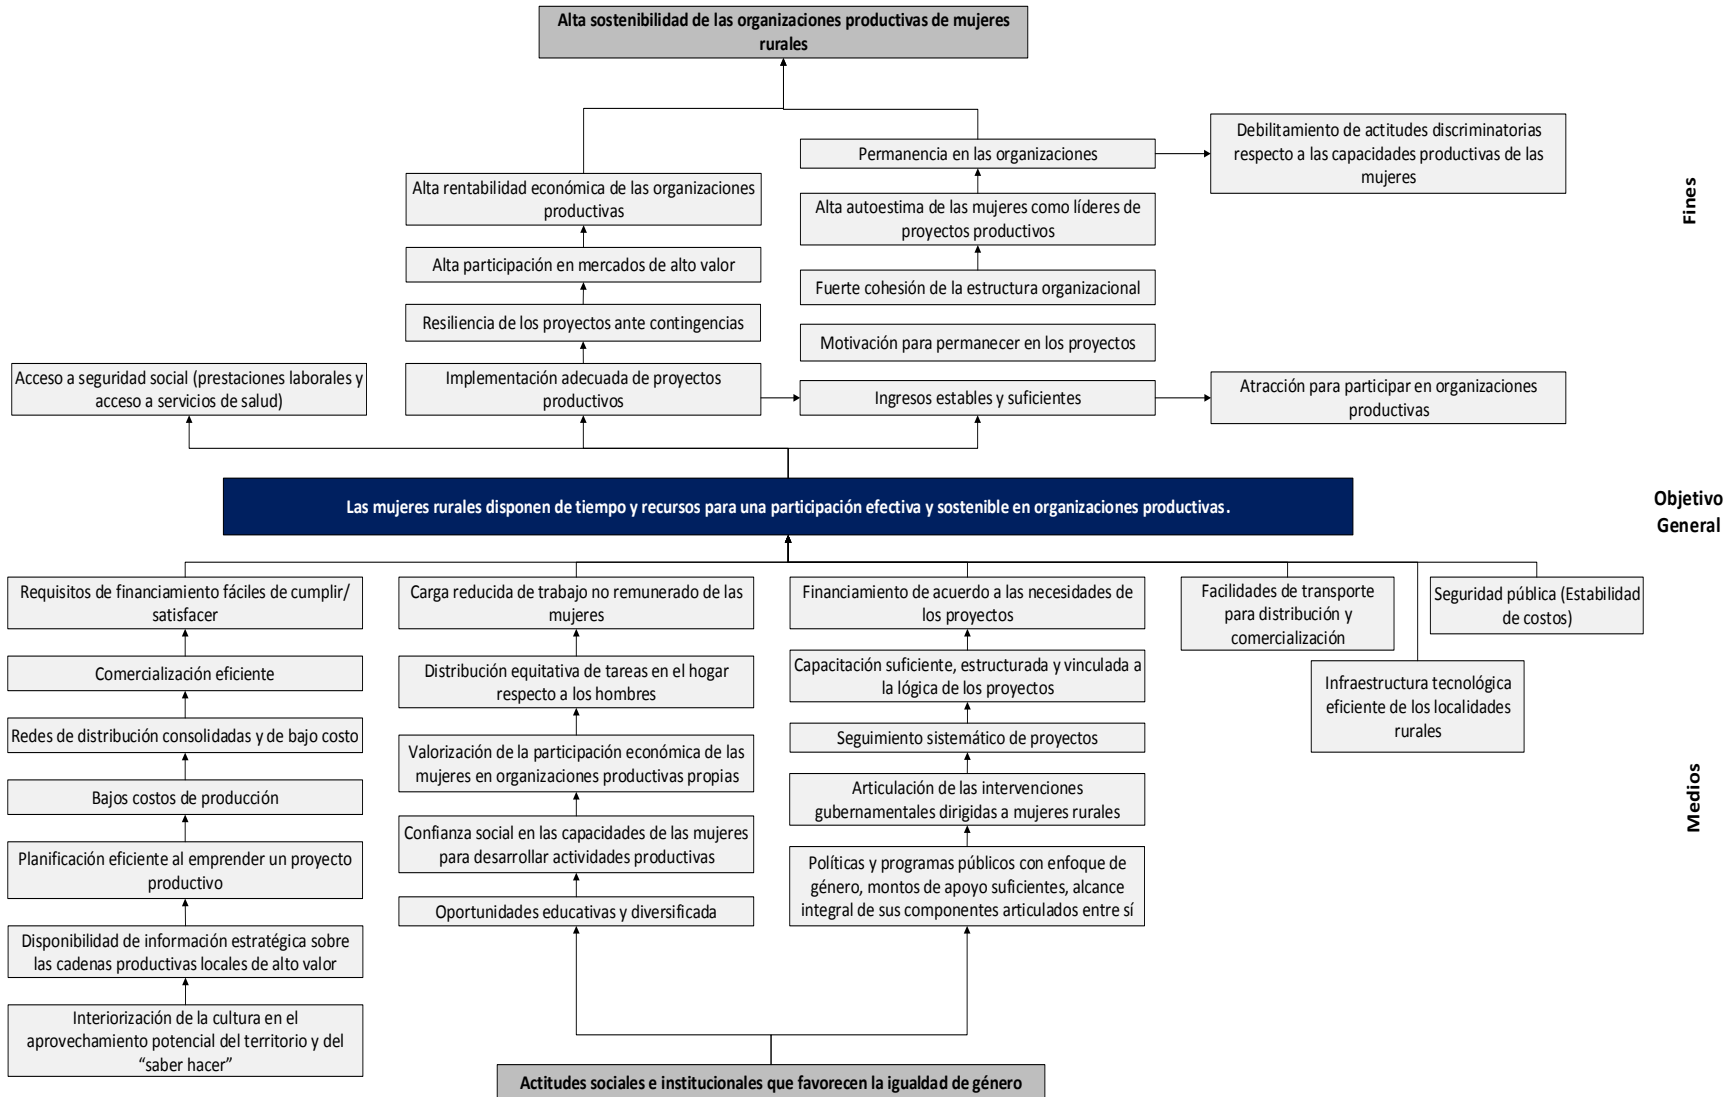 Alta sostenibilidad de las organizaciones productivas de mujeres
rurales
Permanencia en las organizaciones
Debilitamiento de actitudes discriminatorias
respecto a las capacidades productivas de las
mujeres
Alta rentabilidad económica de las organizaciones
productivas
Alta autoestima de las mujeres como líderes de
proyectos productivos
Fines
Alta participación en mercados de alto valor
Fuerte cohesión de la estructura organizacional
Resiliencia de los proyectos ante contingencias
Motivación para permanecer en los proyectos
Acceso a seguridad social (prestaciones laborales y
acceso a servicios de salud)
Implementación adecuada de proyectos
productivos
Ingresos estables y suficientes
Atracción para participar en organizaciones
productivas
Las mujeres rurales disponen de tiempo y recursos para una participación efectiva y sostenible en organizaciones productivas.
Objetivo
General
Requisitos de financiamiento fáciles de cumplir/
satisfacer
Comercialización eficiente
Redes de distribución consolidadas y de bajo costo
Bajos costos de producción
Planificación eficiente al emprender un proyecto
productivo
Disponibilidad de información estratégica sobre
las cadenas productivas locales de alto valor
Interiorización de la cultura en el
aprovechamiento potencial del territorio y del
“saber hacer”
Carga reducida de trabajo no remunerado de las
mujeres
Distribución equitativa de tareas en el hogar
respecto a los hombres
Valorización de la participación económica de las
mujeres en organizaciones productivas propias
Confianza social en las capacidades de las mujeres
para desarrollar actividades productivas
Oportunidades educativas y diversificada
Financiamiento de acuerdo a las necesidades de
los proyectos
Capacitación suficiente, estructurada y vinculada a
la lógica de los proyectos
Seguimiento sistemático de proyectos
Articulación de las intervenciones
gubernamentales dirigidas a mujeres rurales
Políticas y programas públicos con enfoque de
género, montos de apoyo suficientes, alcance
integral de sus componentes articulados entre sí
Facilidades de transporte
para distribución y
comercialización
Seguridad pública (Estabilidad
de costos)
Infraestructura tecnológica
eficiente de los localidades
rurales
Medios
Actitudes sociales e institucionales que favorecen la igualdad de género